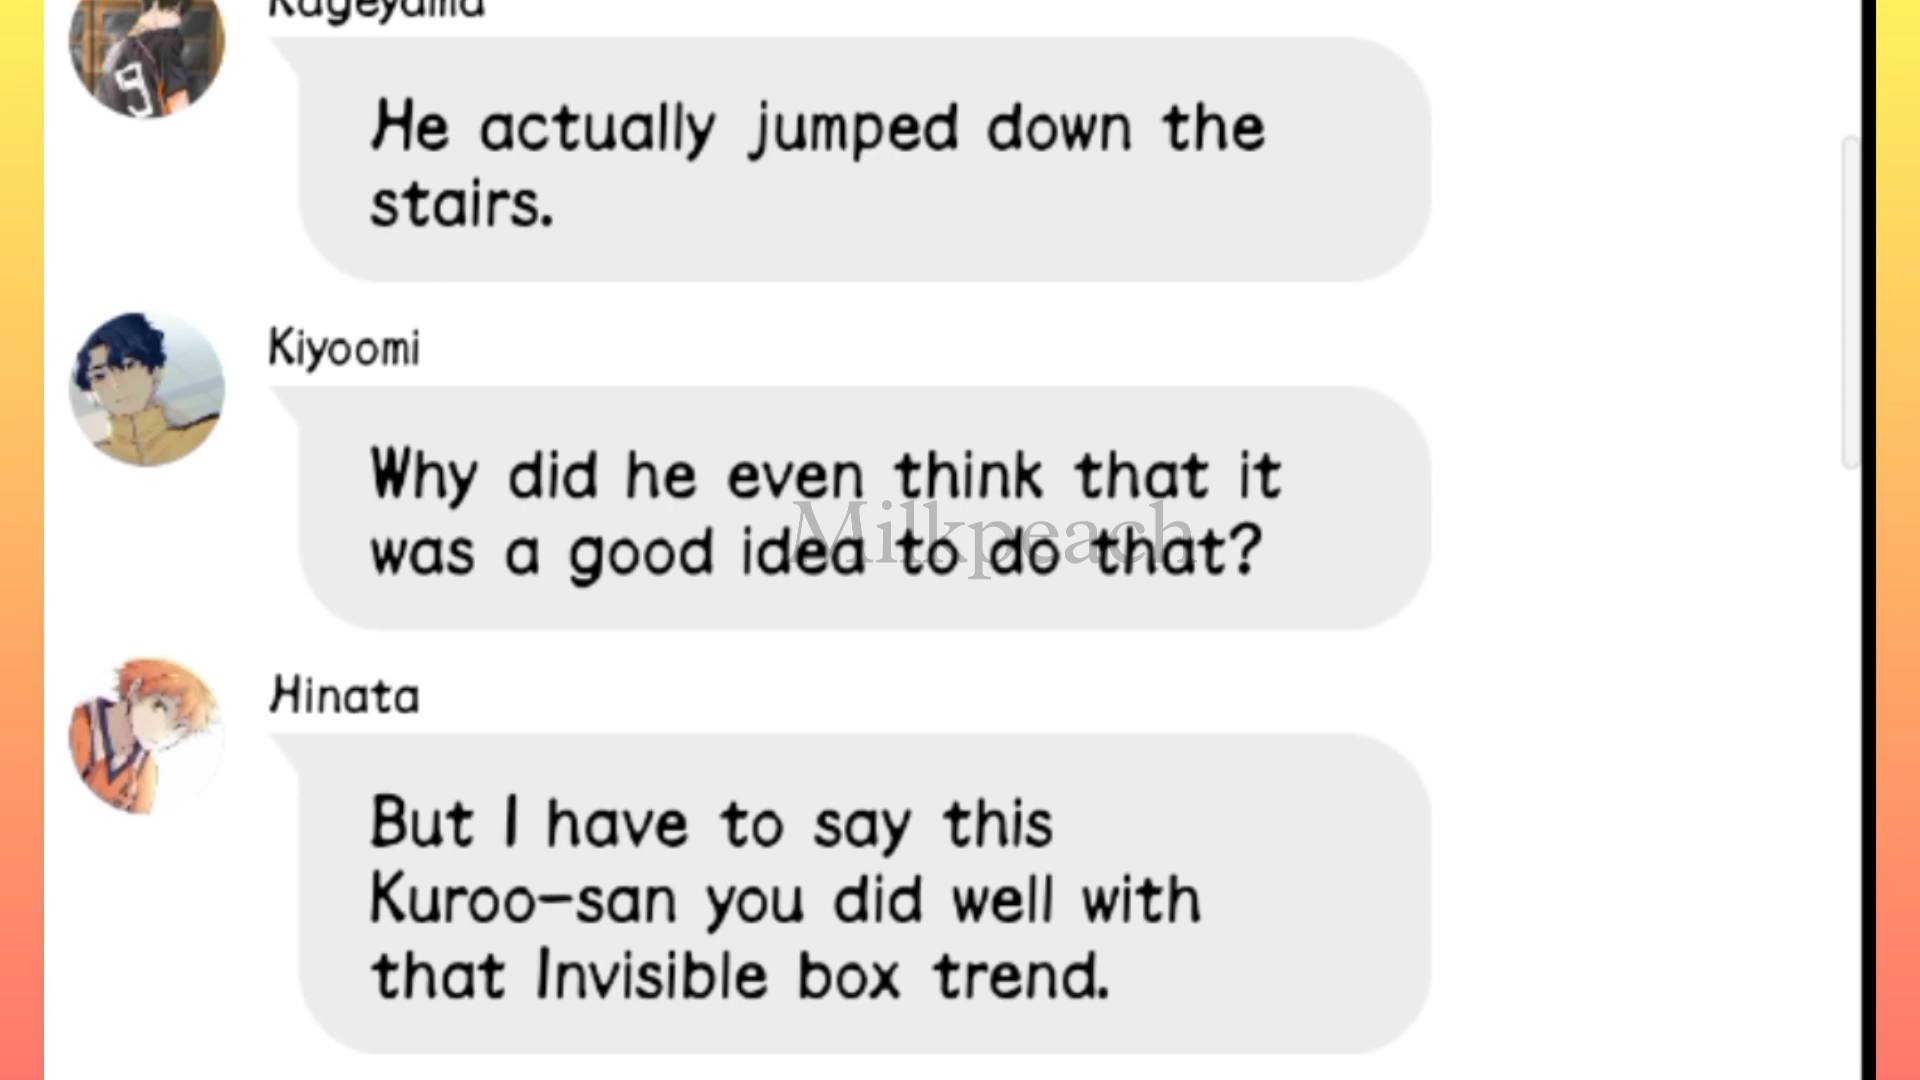 Kageyama
He actually jumped down the
stairs.
Kiyoomi
Why did he even think that it
was a good idea to do that?
Milkpeach
Hinata
But I have to say this
Kuroo-san you did well with
that Invisible box trend.
9